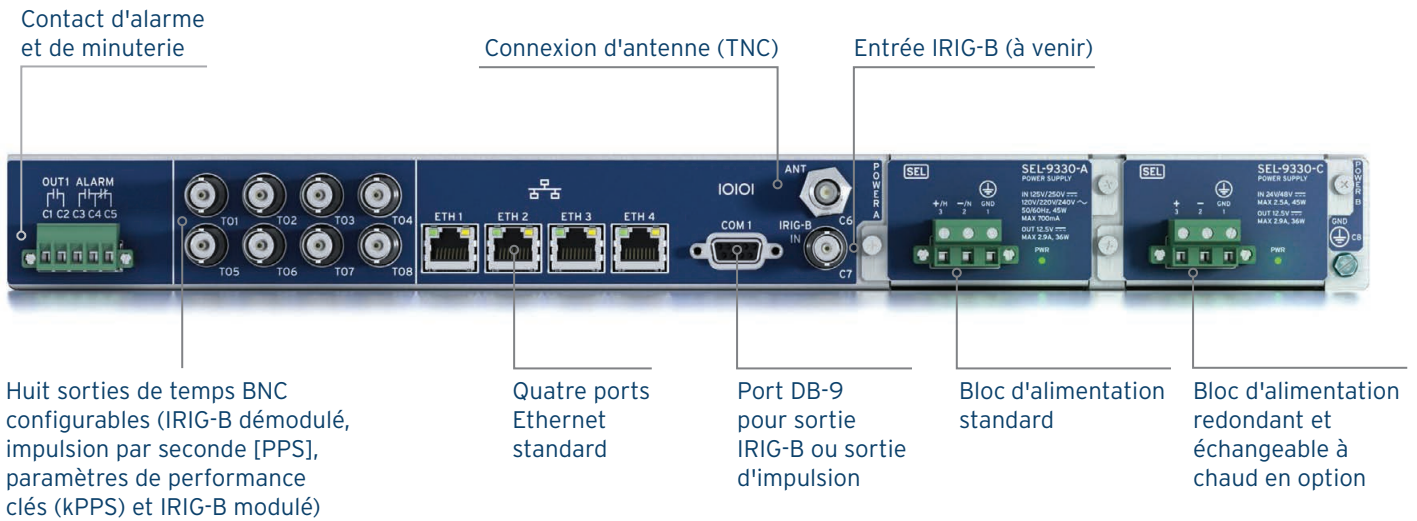 Contact d'alarme
et de minuterie
Connexion d'antenne (TNC)
Entrée IRIG-B (à venir)
OUT1 ALARM
C1 C2 C3 C4 C5
TO1 TO2 TO3 TO4
TO5 TO6 TO7 TO8
ETH 1 ETH 2 ETH 3 ETH 4
IOIOI
COM 1
ANT
C6
IRIG-B
IN
C7
POWER A
SEL
SEL-9330-A
POWER SUPPLY
IN 125V/250V
120V/220V/240V
50/60Hz, 45W
MAX 700mA
OUT 12.5V
MAX 2.9A, 36W
+/H −/N GND
3 2 1
PWR
SEL
SEL-9330-C
POWER SUPPLY
IN 24V/48V
MAX 2.5A, 45W
OUT 12.5V
MAX 2.9A, 36W
+ − GND
3 2 1
PWR
POWER B
GND
C8
Huit sorties de temps BNC
configurables (IRIG-B démodulé,
impulsion par seconde [PPS],
paramètres de performance
clés (kPPS) et IRIG-B modulé)
Quatre ports
Ethernet
standard
Port DB-9
pour sortie
IRIG-B ou sortie
d'impulsion
Bloc d'alimentation
standard
Bloc d'alimentation
redondant et
échangeable à
chaud en option